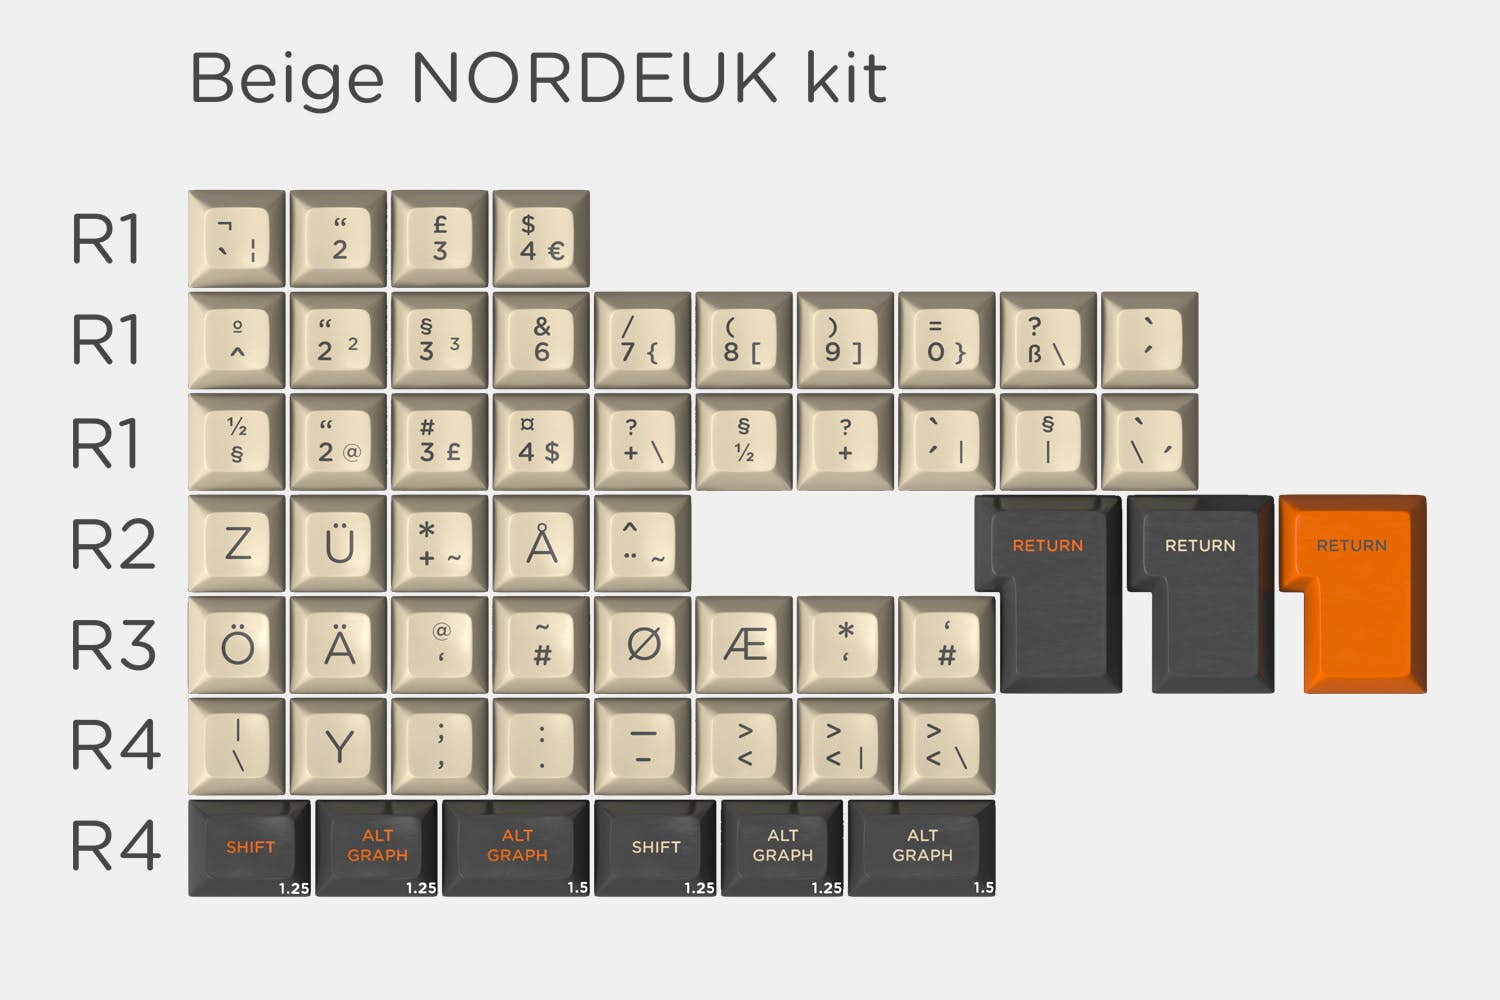 Beige NORDEUK kit
R1
¬ “ £ $
` ¦ 2 3 4 €
R1
º “ § & / ( ) = ? `
^ 2 2 3 3 6 7 { 8 [ 9 ] 0 } ß \ ´
R1
½ “ # ¤ ? § ? ` § `
§ 2 @ 3 £ 4 $ + \ ½ + ´ | | \ ´
R2
Z Ü * Å ^
+ ~ ¨ ~
RETURN RETURN RETURN
R3
Ö Ä @ ~ Ø Æ * ‘
‘ # ‘ #
R4
| Y ; : — > > >
\ , . - < < | < \
R4
SHIFT ALT GRAPH ALT GRAPH SHIFT ALT GRAPH ALT GRAPH
1.25 1.25 1.5 1.25 1.25 1.5